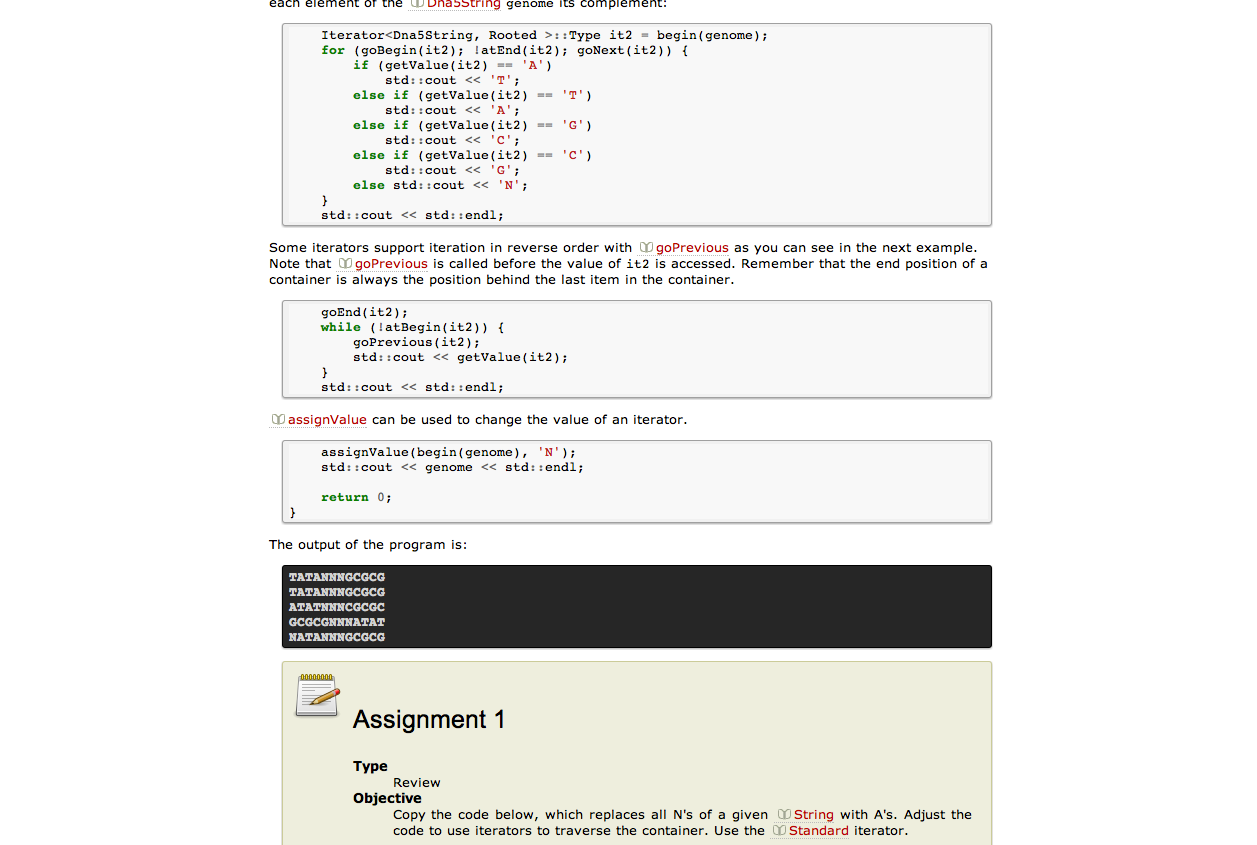 each element of the Dna5String genome its complement:
Iterator<Dna5String, Rooted >::Type it2 = begin(genome);
for (goBegin(it2); !atEnd(it2); goNext(it2)) {
if (getValue(it2) == 'A')
std::cout << 'T';
else if (getValue(it2) == 'T')
std::cout << 'A';
else if (getValue(it2) == 'G')
std::cout << 'C';
else if (getValue(it2) == 'C')
std::cout << 'G';
else std::cout << 'N';
}
std::cout << std::endl;
Some iterators support iteration in reverse order with goPrevious as you can see in the next example.
Note that goPrevious is called before the value of it2 is accessed. Remember that the end position of a
container is always the position behind the last item in the container.
goEnd(it2);
while (!atBegin(it2)) {
goPrevious(it2);
std::cout << getValue(it2);
}
std::cout << std::endl;
assignValue can be used to change the value of an iterator.
assignValue(begin(genome), 'N');
std::cout << genome << std::endl;
return 0;
}
The output of the program is:
TATANNNGCGCG
TATANNNGCGCG
ATATNNNCGCGC
GCGCGNNNATAT
NATANNNGCGCG
Assignment 1
Type
Review
Objective
Copy the code below, which replaces all N's of a given String with A's. Adjust the
code to use iterators to traverse the container. Use the Standard iterator.